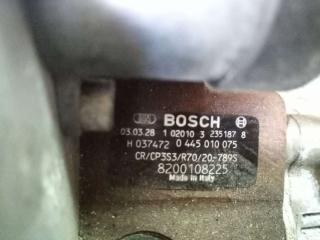 BOSCH
03.03.28 1 02010 3 235187 8
H 037472 0 445 010 075
CR/CP3S3/R70/20-789S
8200108225
Made in Italy